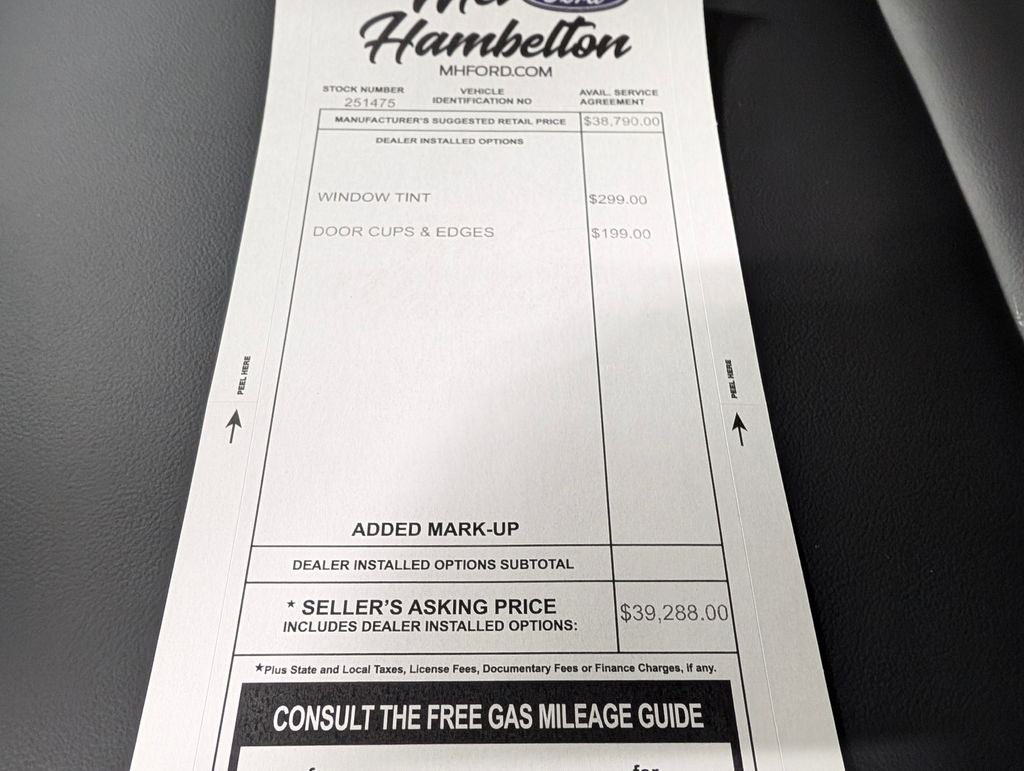 Hambelton
MHFORD.COM
STOCK NUMBER
251475
VEHICLE
IDENTIFICATION NO
AVAIL. SERVICE
AGREEMENT
MANUFACTURER'S SUGGESTED RETAIL PRICE $38,790.00
DEALER INSTALLED OPTIONS
WINDOW TINT $299.00
DOOR CUPS & EDGES $199.00
PEEL HERE
PEEL HERE
ADDED MARK-UP
DEALER INSTALLED OPTIONS SUBTOTAL
* SELLER'S ASKING PRICE $39,288.00
INCLUDES DEALER INSTALLED OPTIONS:
*Plus State and Local Taxes, License Fees, Documentary Fees or Finance Charges, if any.
CONSULT THE FREE GAS MILEAGE GUIDE